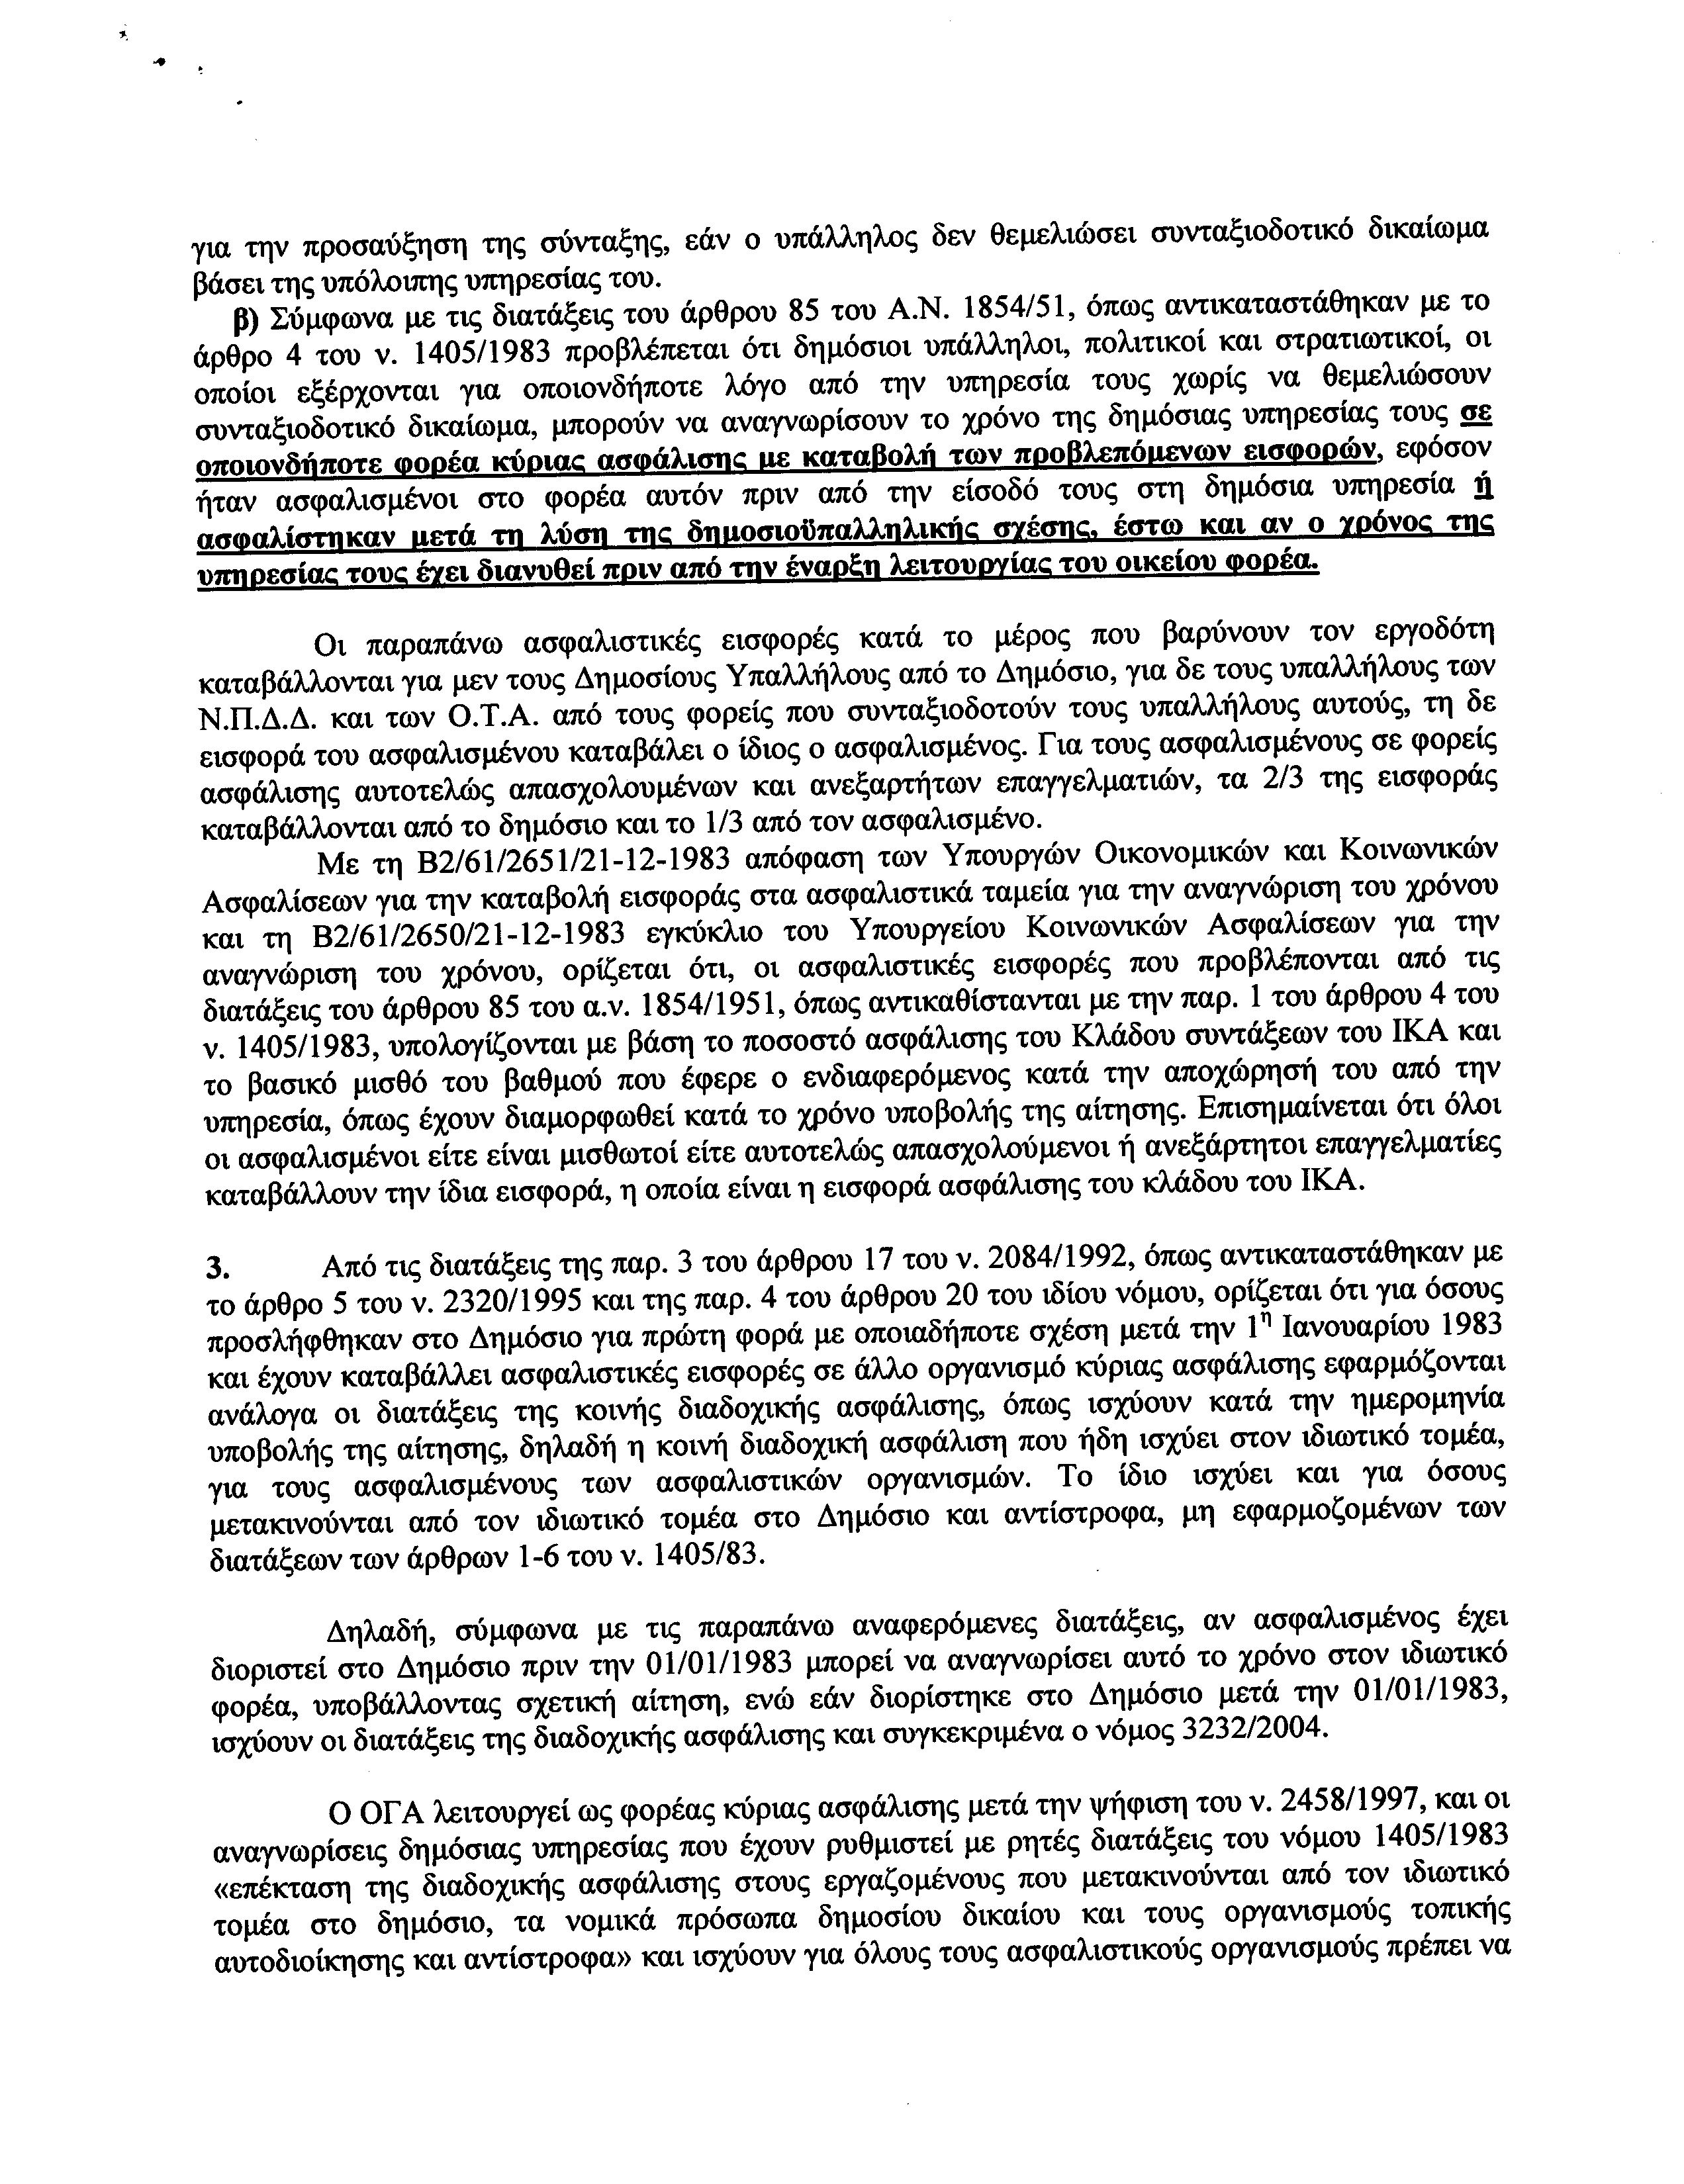 για την προσαύξηση της σύνταξης, εάν ο υπάλληλος δεν θεμελιώσει συνταξιοδοτικό δικαίωμα
βάσει της υπόλοιπης υπηρεσίας του.
β) Σύμφωνα με τις διατάξεις του άρθρου 85 του Α.Ν. 1854/51, όπως αντικαταστάθηκαν με το
άρθρο 4 του ν. 1405/1983 προβλέπεται ότι δημόσιοι υπάλληλοι, πολιτικοί και στρατιωτικοί, οι
οποίοι εξέρχονται για οποιονδήποτε λόγο από την υπηρεσία τους χωρίς να θεμελιώσουν
συνταξιοδοτικό δικαίωμα, μπορούν να αναγνωρίσουν το χρόνο της δημόσιας υπηρεσίας τους σε
οποιονδήποτε φορέα κύριας ασφάλισης με καταβολή των προβλεπόμενων εισφορών, εφόσον
ήταν ασφαλισμένοι στο φορέα αυτόν πριν από την είσοδό τους στη δημόσια υπηρεσία ή
ασφαλίστηκαν μετά τη λύση της δημοσιοϋπαλληλικής σχέσης, έστω και αν ο χρόνος της
υπηρεσίας τους έχει διανυθεί πριν από την έναρξη λειτουργίας του οικείου φορέα.
Οι παραπάνω ασφαλιστικές εισφορές κατά το μέρος που βαρύνουν τον εργοδότη
καταβάλλονται για μεν τους Δημοσίους Υπαλλήλους από το Δημόσιο, για δε τους υπαλλήλους των
Ν.Π.Δ.Δ. και των Ο.Τ.Α. από τους φορείς που συνταξιοδοτούν τους υπαλλήλους αυτούς, τη δε
εισφορά του ασφαλισμένου καταβάλει ο ίδιος ο ασφαλισμένος. Για τους ασφαλισμένους σε φορείς
ασφάλισης αυτοτελώς απασχολουμένων και ανεξαρτήτων επαγγελματιών, τα 2/3 της εισφοράς
καταβάλλονται από το δημόσιο και το 1/3 από τον ασφαλισμένο.
Με τη Β2/61/2651/21-12-1983 απόφαση των Υπουργών Οικονομικών και Κοινωνικών
Ασφαλίσεων για την καταβολή εισφοράς στα ασφαλιστικά ταμεία για την αναγνώριση του χρόνου
και τη Β2/61/2650/21-12-1983 εγκύκλιο του Υπουργείου Κοινωνικών Ασφαλίσεων για την
αναγνώριση του χρόνου, ορίζεται ότι, οι ασφαλιστικές εισφορές που προβλέπονται από τις
διατάξεις του άρθρου 85 του α.ν. 1854/1951, όπως αντικαθίστανται με την παρ. 1 του άρθρου 4 του
ν. 1405/1983, υπολογίζονται με βάση το ποσοστό ασφάλισης του Κλάδου συντάξεων του ΙΚΑ και
το βασικό μισθό του βαθμού που έφερε ο ενδιαφερόμενος κατά την αποχώρησή του από την
υπηρεσία, όπως έχουν διαμορφωθεί κατά το χρόνο υποβολής της αίτησης. Επισημαίνεται ότι όλοι
οι ασφαλισμένοι είτε είναι μισθωτοί είτε αυτοτελώς απασχολούμενοι ή ανεξάρτητοι επαγγελματίες
καταβάλλουν την ίδια εισφορά, η οποία είναι η εισφορά ασφάλισης του κλάδου του ΙΚΑ.
3. Από τις διατάξεις της παρ. 3 του άρθρου 17 του ν. 2084/1992, όπως αντικαταστάθηκαν με
το άρθρο 5 του ν. 2320/1995 και της παρ. 4 του άρθρου 20 του ιδίου νόμου, ορίζεται ότι για όσους
προσλήφθηκαν στο Δημόσιο για πρώτη φορά με οποιαδήποτε σχέση μετά την 1η Ιανουαρίου 1983
και έχουν καταβάλλει ασφαλιστικές εισφορές σε άλλο οργανισμό κύριας ασφάλισης εφαρμόζονται
ανάλογα οι διατάξεις της κοινής διαδοχικής ασφάλισης, όπως ισχύουν κατά την ημερομηνία
υποβολής της αίτησης, δηλαδή η κοινή διαδοχική ασφάλιση που ήδη ισχύει στον ιδιωτικό τομέα,
για τους ασφαλισμένους των ασφαλιστικών οργανισμών. Το ίδιο ισχύει και για όσους
μετακινούνται από τον ιδιωτικό τομέα στο Δημόσιο και αντίστροφα, μη εφαρμοζομένων των
διατάξεων των άρθρων 1-6 του ν. 1405/83.
Δηλαδή, σύμφωνα με τις παραπάνω αναφερόμενες διατάξεις, αν ασφαλισμένος έχει
διοριστεί στο Δημόσιο πριν την 01/01/1983 μπορεί να αναγνωρίσει αυτό το χρόνο στον ιδιωτικό
φορέα, υποβάλλοντας σχετική αίτηση, ενώ εάν διορίστηκε στο Δημόσιο μετά την 01/01/1983,
ισχύουν οι διατάξεις της διαδοχικής ασφάλισης και συγκεκριμένα ο νόμος 3232/2004.
Ο ΟΓΑ λειτουργεί ως φορέας κύριας ασφάλισης μετά την ψήφιση του ν. 2458/1997, και οι
αναγνωρίσεις δημόσιας υπηρεσίας που έχουν ρυθμιστεί με ρητές διατάξεις του νόμου 1405/1983
«επέκταση της διαδοχικής ασφάλισης στους εργαζομένους που μετακινούνται από τον ιδιωτικό
τομέα στο δημόσιο, τα νομικά πρόσωπα δημοσίου δικαίου και τους οργανισμούς τοπικής
αυτοδιοίκησης και αντίστροφα» και ισχύουν για όλους τους ασφαλιστικούς οργανισμούς πρέπει να